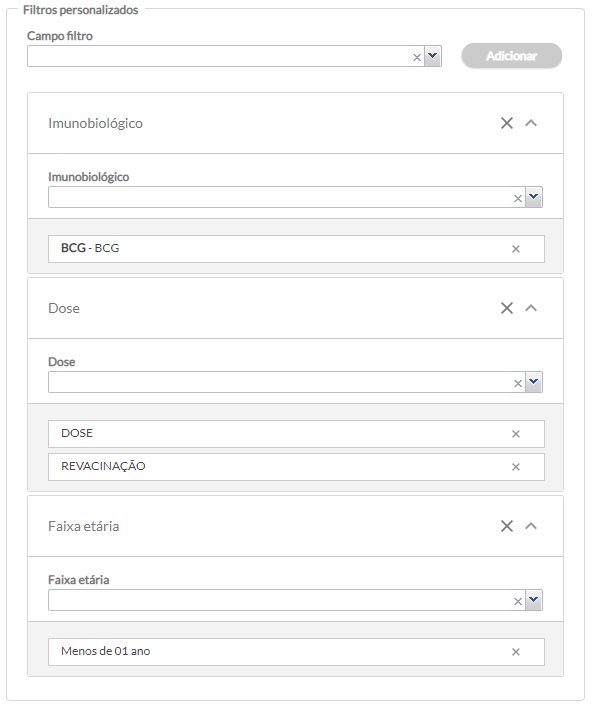 Filtros personalizados
Campo filtro
Adicionar
Imunobiológico
Imunobiológico
BCG - BCG
Dose
Dose
DOSE
REVACINAÇÃO
Faixa etária
Faixa etária
Menos de 01 ano